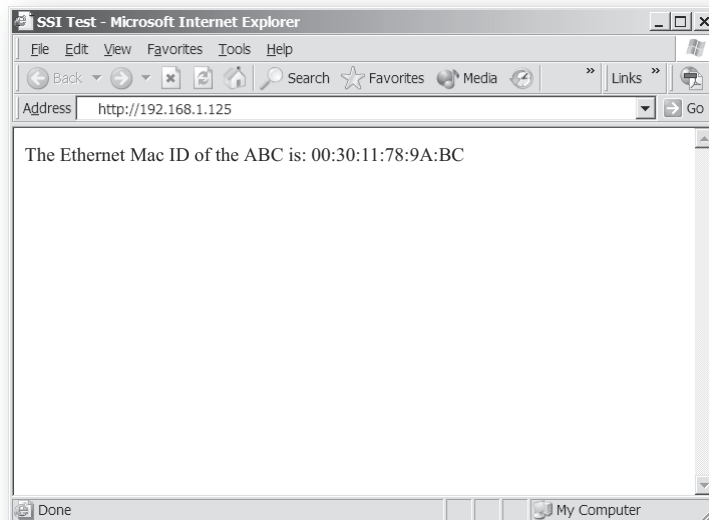 SSI Test - Microsoft Internet Explorer
File Edit View Favorites Tools Help
Back Search Favorites Media » Links »
Address http://192.168.1.125 Go
The Ethernet Mac ID of the ABC is: 00:30:11:78:9A:BC
Done My Computer